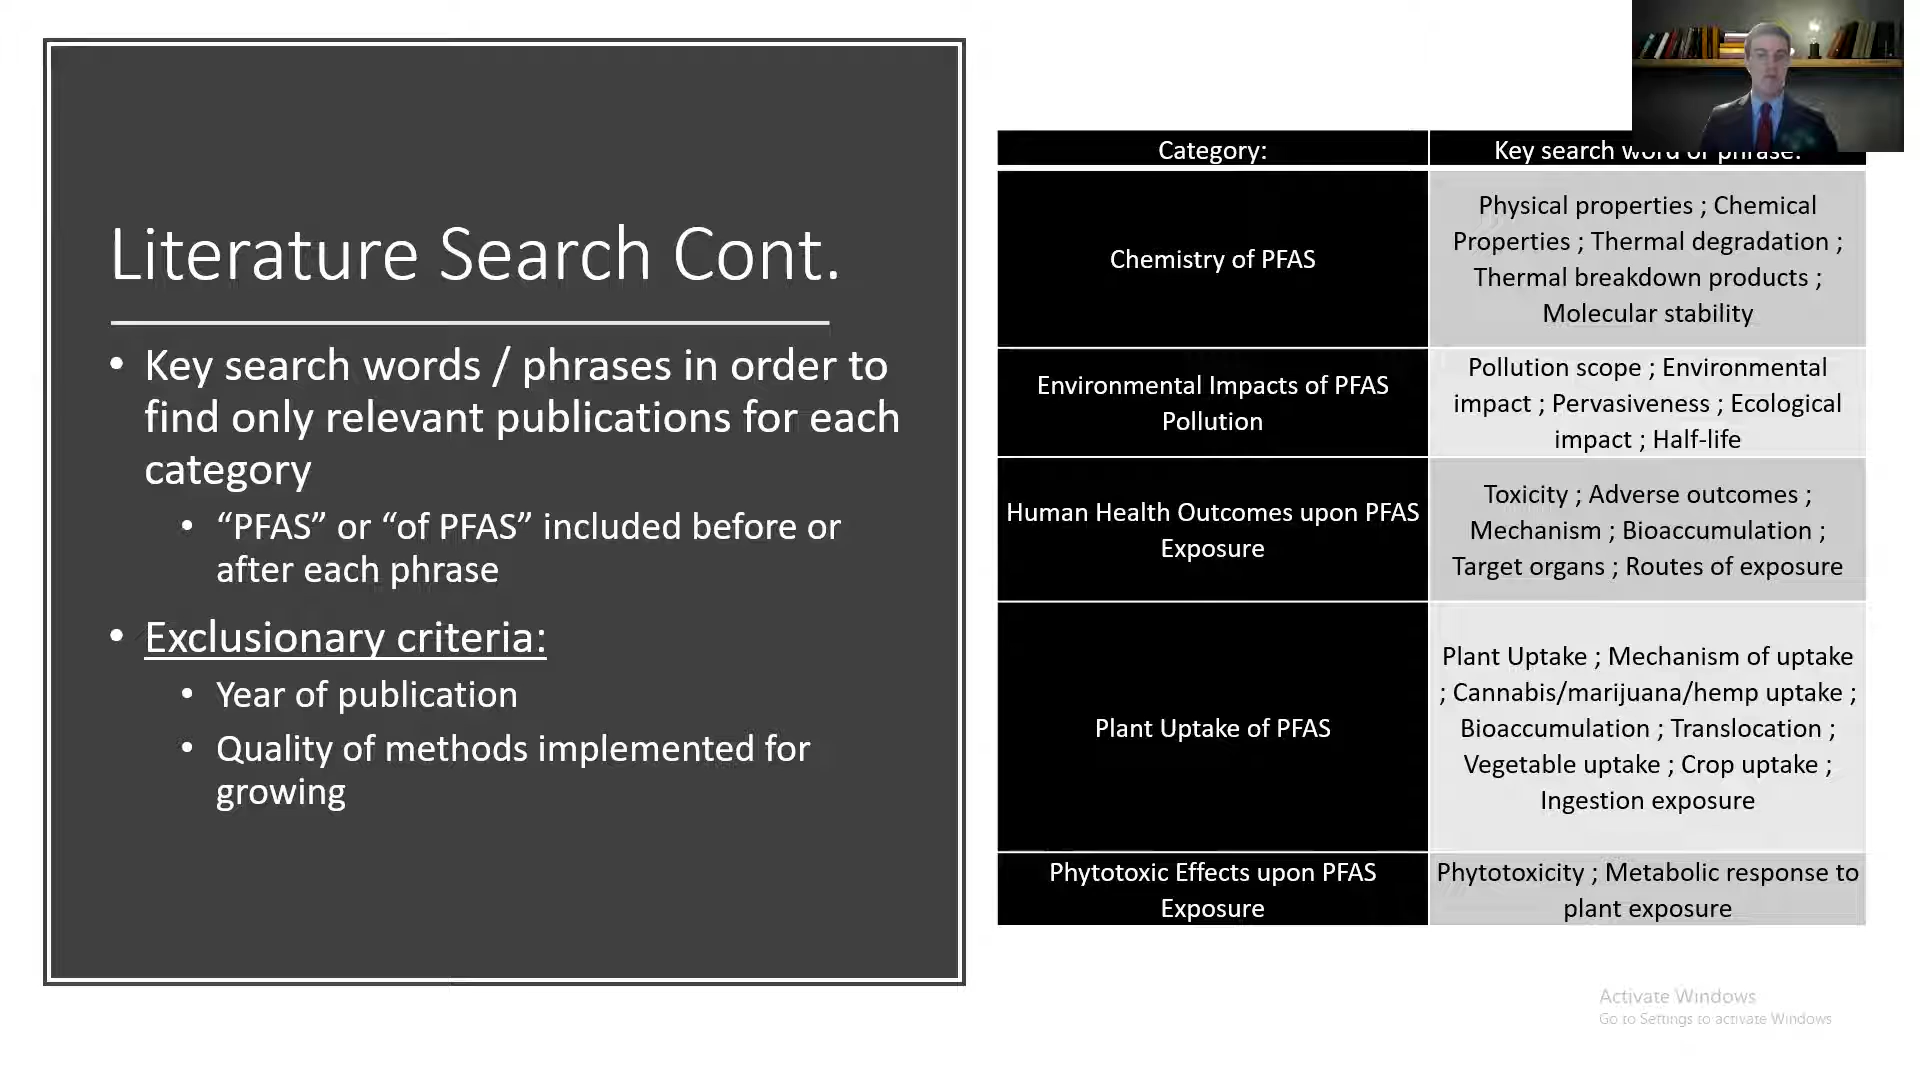 Literature Search Cont.
• Key search words / phrases in order to
find only relevant publications for each
category
• “PFAS” or “of PFAS” included before or
after each phrase
• Exclusionary criteria:
• Year of publication
• Quality of methods implemented for
growing
Category:
Key search word or phrase:
Chemistry of PFAS
Physical properties ; Chemical
Properties ; Thermal degradation ;
Thermal breakdown products ;
Molecular stability
Environmental Impacts of PFAS
Pollution
Pollution scope ; Environmental
impact ; Pervasiveness ; Ecological
impact ; Half-life
Human Health Outcomes upon PFAS
Exposure
Toxicity ; Adverse outcomes ;
Mechanism ; Bioaccumulation ;
Target organs ; Routes of exposure
Plant Uptake of PFAS
Plant Uptake ; Mechanism of uptake
; Cannabis/marijuana/hemp uptake ;
Bioaccumulation ; Translocation ;
Vegetable uptake ; Crop uptake ;
Ingestion exposure
Phytotoxic Effects upon PFAS
Exposure
Phytotoxicity ; Metabolic response to
plant exposure
Activate Windows
Go to Settings to activate Windows